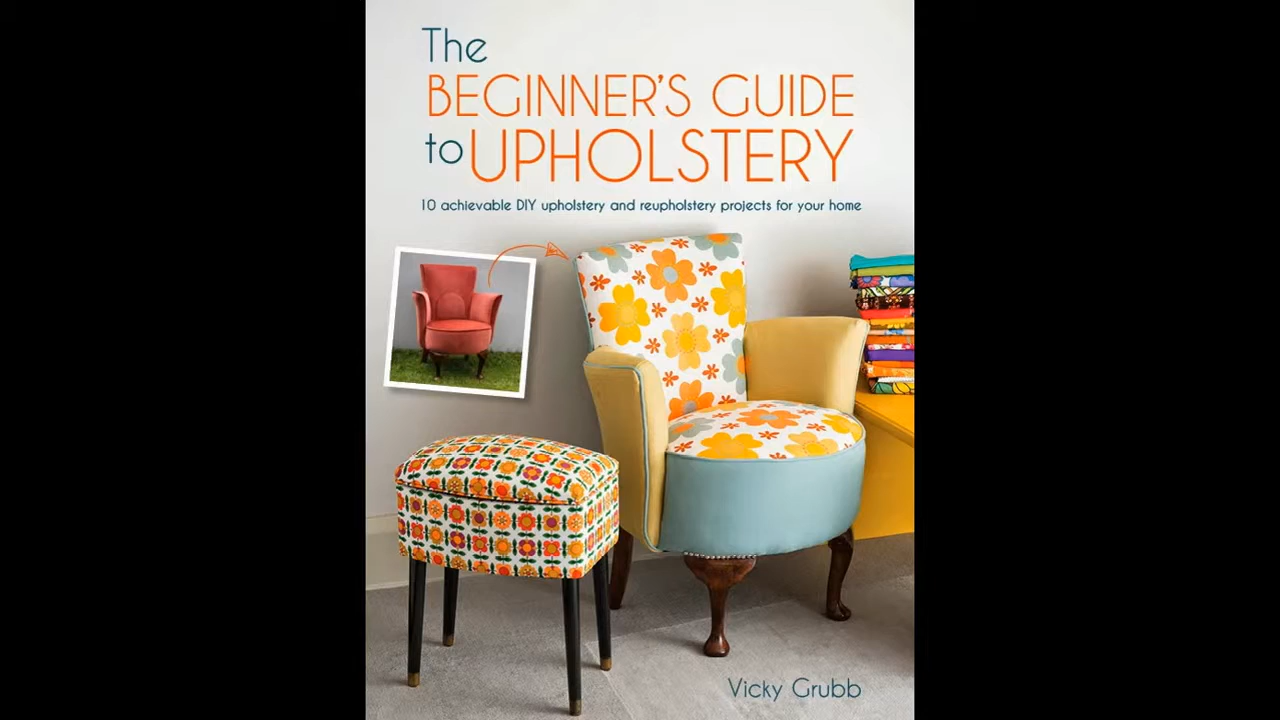 The
BEGINNER'S GUIDE
to UPHOLSTERY
10 achievable DIY upholstery and reupholstery projects for your home
Vicky Grubb